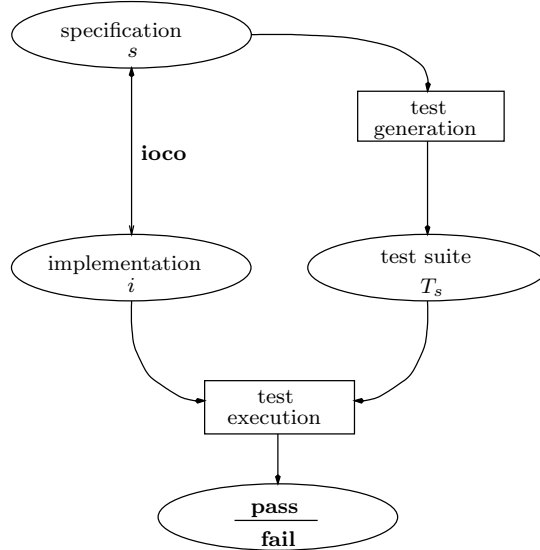 specification
s
test
generation
ioco
implementation
i
test suite
T_s
test
execution
pass
fail